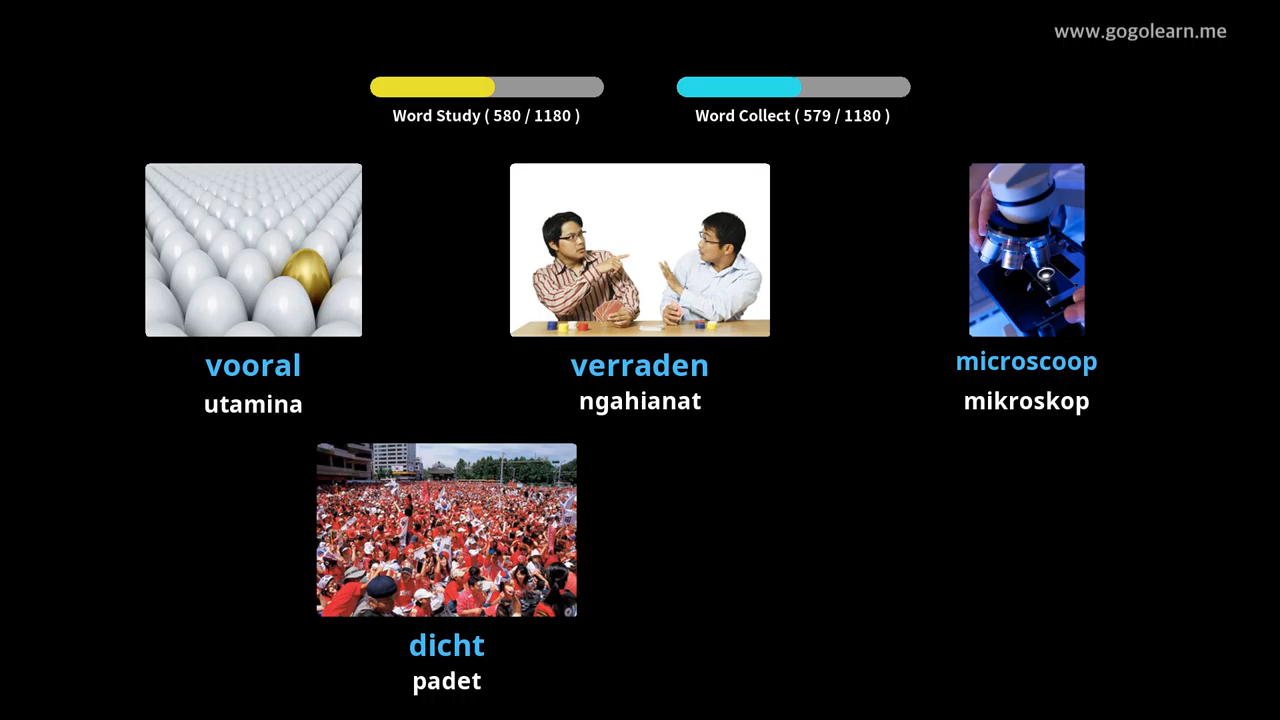 www.gogolearn.me
Word Study ( 580 / 1180 )
Word Collect ( 579 / 1180 )
vooral
utamina
verraden
ngahianat
microscoop
mikroskop
dicht
padet